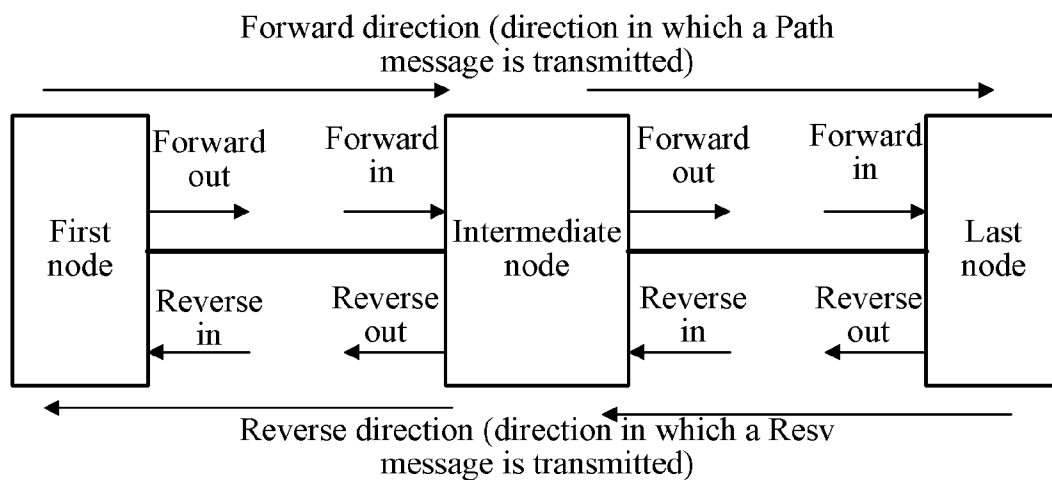 Forward direction (direction in which a Path
message is transmitted)
Forward
out
Forward
in
Forward
out
Forward
in
First
node
Intermediate
node
Last
node
Reverse
in
Reverse
out
Reverse
in
Reverse
out
Reverse direction (direction in which a Resv
message is transmitted)